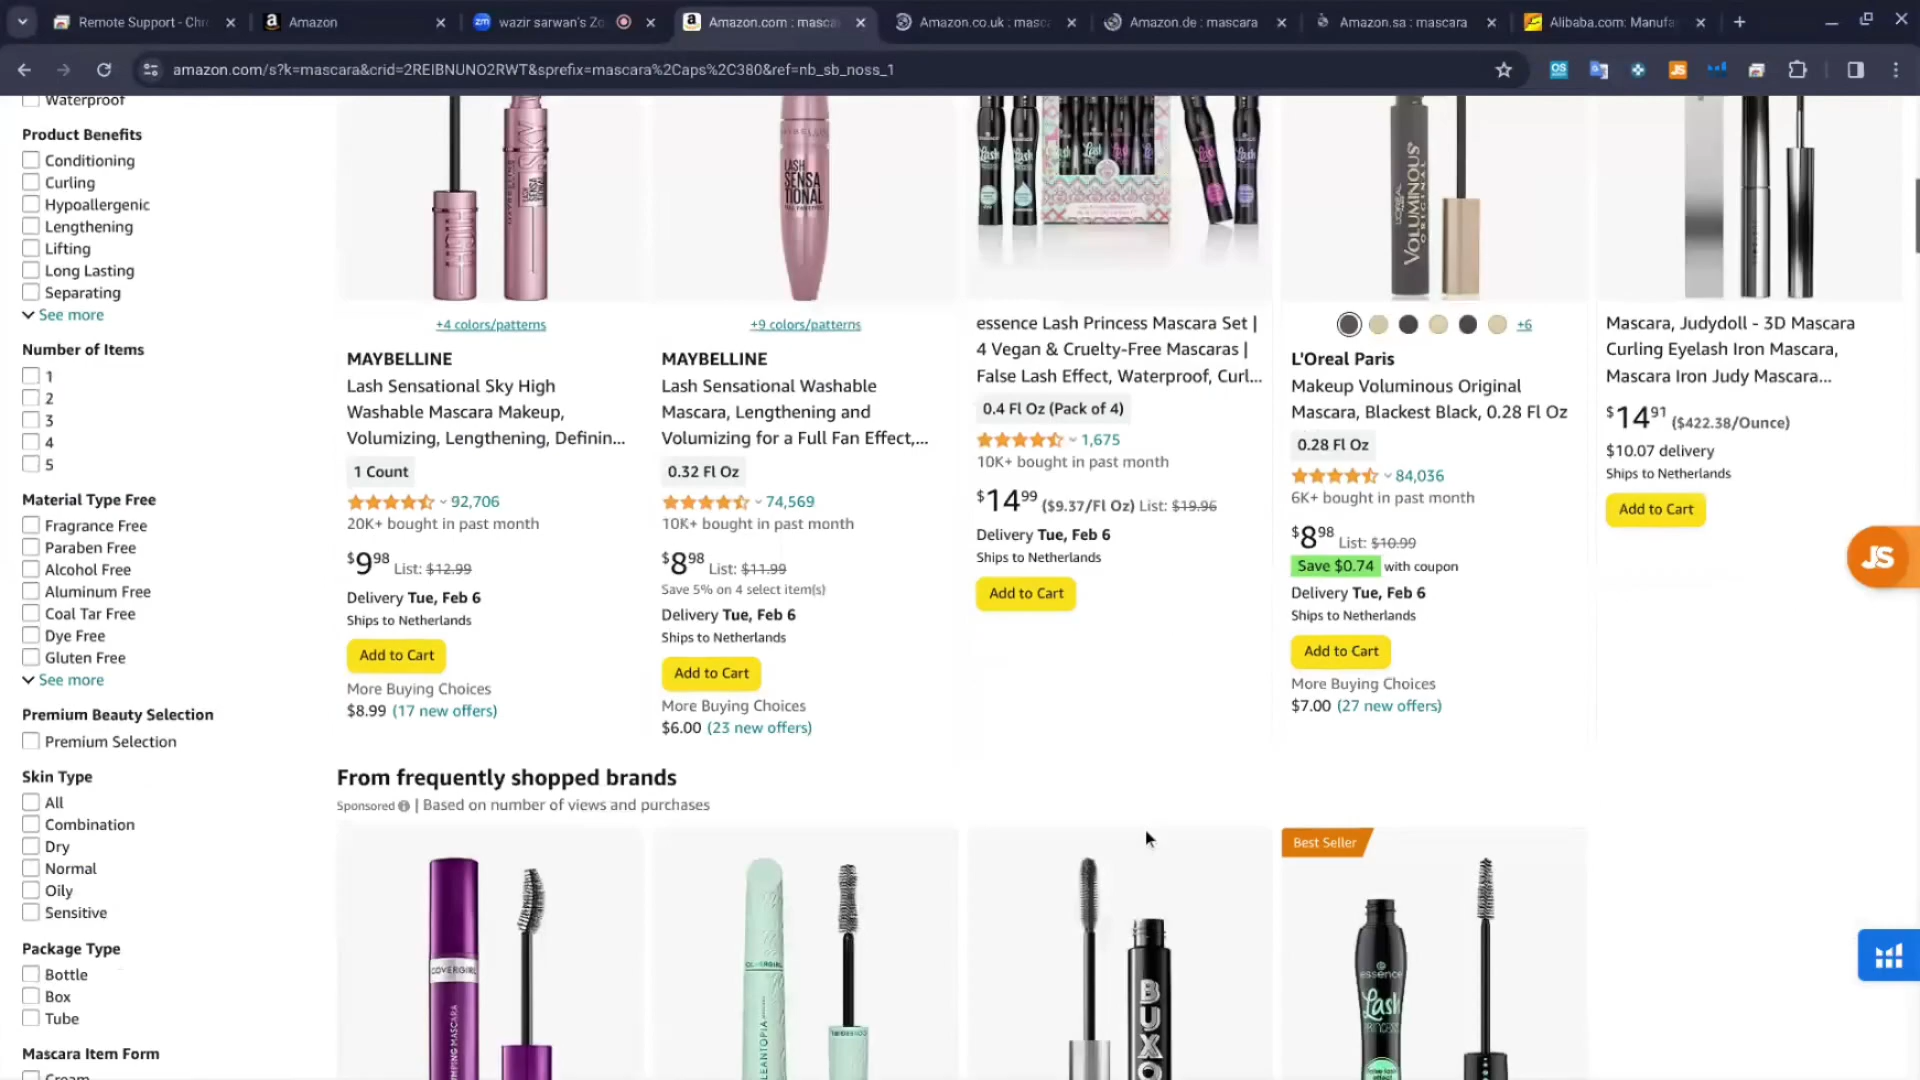 Remote Support - Chr
Amazon
wazir sarwan's Zo
Amazon.com : masca
Amazon.co.uk : masc
Amazon.de : mascara
Amazon.sa : mascara
Alibaba.com: Manufa
amazon.com/s?k=mascara&crid=2REIBNUNO2RWT&sprefix=mascara%2Caps%2C380&ref=nb_sb_noss_1
Waterproof
Product Benefits
Conditioning
Curling
Hypoallergenic
Lengthening
Lifting
Long Lasting
Separating
See more
Number of Items
1
2
3
4
5
Material Type Free
Fragrance Free
Paraben Free
Alcohol Free
Aluminum Free
Coal Tar Free
Dye Free
Gluten Free
See more
Premium Beauty Selection
Premium Selection
Skin Type
All
Combination
Dry
Normal
Oily
Sensitive
Package Type
Bottle
Box
Tube
Mascara Item Form
Cream
SKY
HIGH
+4 colors/patterns
MAYBELLINE
Lash Sensational Sky High
Washable Mascara Makeup,
Volumizing, Lengthening, Definin...
1 Count
92,706
20K+ bought in past month
$9.98 List: $12.99
Delivery Tue, Feb 6
Ships to Netherlands
Add to Cart
More Buying Choices
$8.99 (17 new offers)
MAYBELLINE
LASH
SENSA
TIONAL
+9 colors/patterns
MAYBELLINE
Lash Sensational Washable
Mascara, Lengthening and
Volumizing for a Full Fan Effect,...
0.32 Fl Oz
74,569
10K+ bought in past month
$8.98 List: $11.99
Save 5% on 4 select item(s)
Delivery Tue, Feb 6
Ships to Netherlands
Add to Cart
More Buying Choices
$6.00 (23 new offers)
essence Lash Princess Mascara Set |
4 Vegan & Cruelty-Free Mascaras |
False Lash Effect, Waterproof, Curl...
0.4 Fl Oz (Pack of 4)
1,675
10K+ bought in past month
$14.99 ($9.37/Fl Oz) List: $19.96
Delivery Tue, Feb 6
Ships to Netherlands
Add to Cart
L'OREAL
VOLUMINOUS
ORIGINAL
+6
L'Oreal Paris
Makeup Voluminous Original
Mascara, Blackest Black, 0.28 Fl Oz
0.28 Fl Oz
84,036
6K+ bought in past month
$8.98 List: $10.99
Save $0.74 with coupon
Delivery Tue, Feb 6
Ships to Netherlands
Add to Cart
More Buying Choices
$7.00 (27 new offers)
Mascara, Judydoll - 3D Mascara
Curling Eyelash Iron Mascara,
Mascara Iron Judy Mascara...
$14.91 ($422.38/Ounce)
$10.07 delivery
Ships to Netherlands
Add to Cart
JS
From frequently shopped brands
Sponsored | Based on number of views and purchases
COVERGIRL
BUXO
Best Seller
essence
Lash
PRINCESS